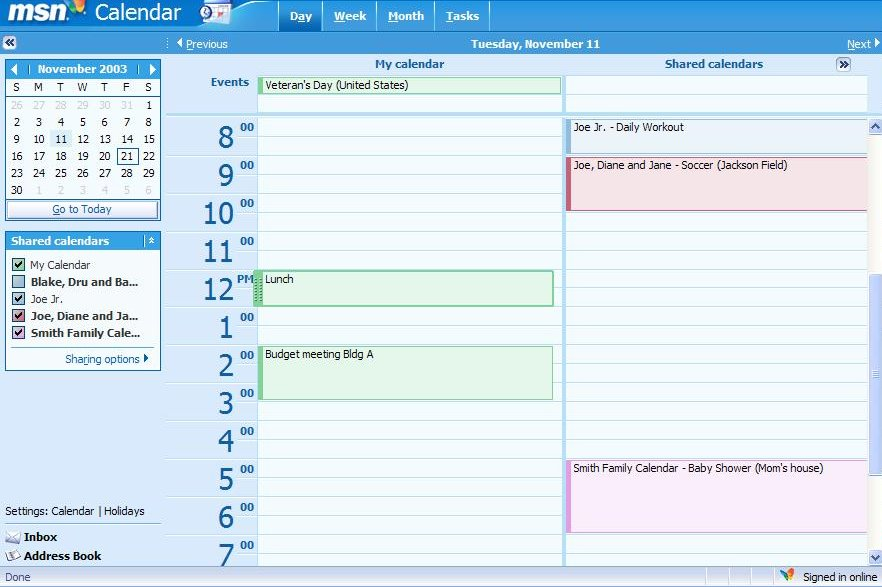 msn Calendar
Day Week Month Tasks
Previous Tuesday, November 11 Next
My calendar Shared calendars
Events Veteran's Day (United States)
November 2003
S M T W T F S
26 27 28 29 30 31 1
2 3 4 5 6 7 8
9 10 11 12 13 14 15
16 17 18 19 20 21 22
23 24 25 26 27 28 29
30 1 2 3 4 5 6
Go to Today
Shared calendars
My Calendar
Blake, Dru and Ba...
Joe Jr.
Joe, Diane and Ja...
Smith Family Cale...
Sharing options
Settings: Calendar | Holidays
Inbox
Address Book
8 00 Joe Jr. - Daily Workout
9 00 Joe, Diane and Jane - Soccer (Jackson Field)
10 00
11 00
12 PM Lunch
1 00
2 00 Budget meeting Bldg A
3 00
4 00
5 00 Smith Family Calendar - Baby Shower (Mom's house)
6 00
7 00
Done Signed in online